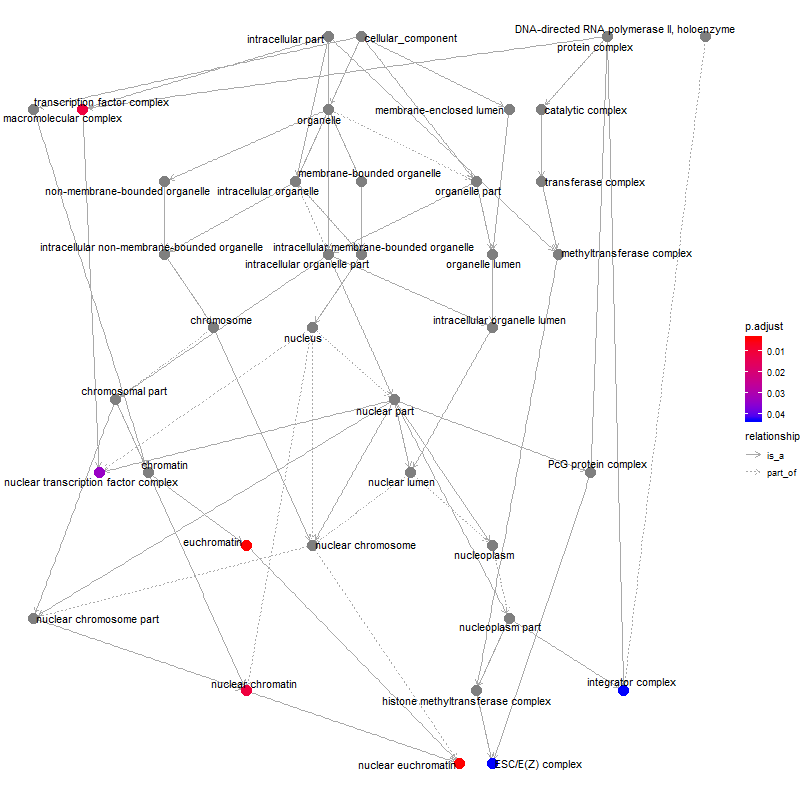 DNA-directed RNA polymerase II, holoenzyme
intracellular part
cellular_component
protein complex
transcription factor complex
macromolecular complex
organelle
membrane-enclosed lumen
catalytic complex
membrane-bounded organelle
non-membrane-bounded organelle
intracellular organelle
organelle part
transferase complex
intracellular non-membrane-bounded organelle
intracellular membrane-bounded organelle
intracellular organelle part
organelle lumen
methyltransferase complex
chromosome
nucleus
intracellular organelle lumen
p.adjust
0.01
0.02
0.03
0.04
relationship
is_a
part_of
chromosomal part
nuclear part
chromatin
nuclear transcription factor complex
nuclear lumen
PcG protein complex
euchromatin
nuclear chromosome
nucleoplasm
nuclear chromosome part
nucleoplasm part
nuclear chromatin
histone methyltransferase complex
integrator complex
nuclear euchromatin
ESC/E(Z) complex